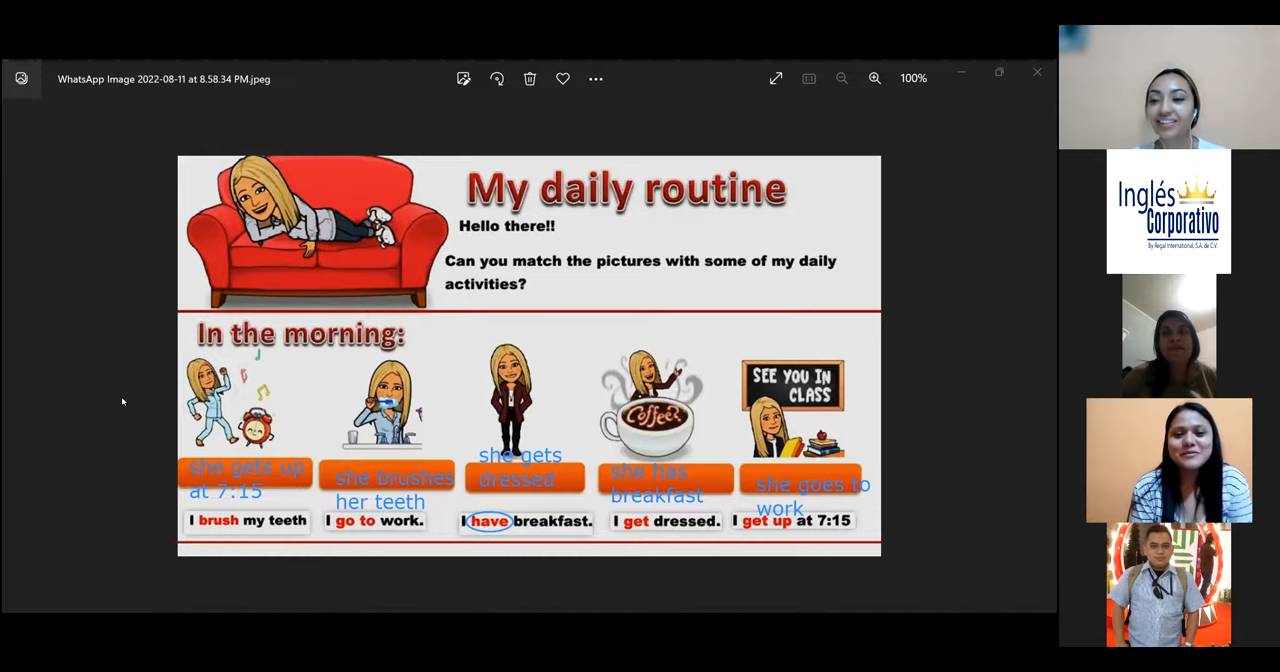 WhatsApp Image 2022-08-11 at 8.58.34 PM.jpeg
100%
My daily routine
Hello there!!
Can you match the pictures with some of my daily
activities?
In the morning:
SEE YOU IN
CLASS
Coffee?
she gets up
at 7:15
she brushes
her teeth
she gets
dressed
she has
breakfast
she goes to
work
I brush my teeth
I go to work.
I have breakfast.
I get dressed.
I get up at 7:15
Inglés
Corporativo
By Regal International, S.A. de C.V.